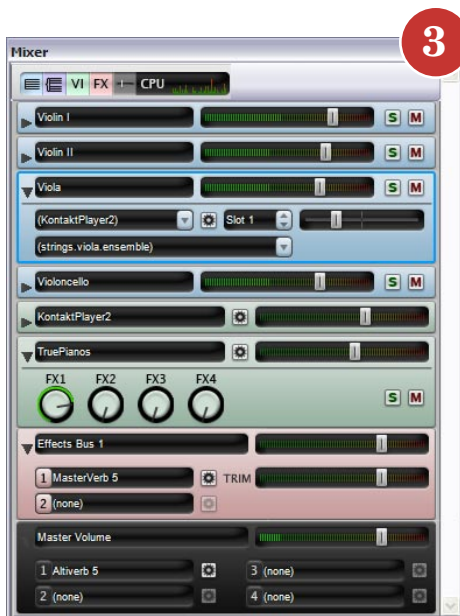 3
Mixer
VI FX CPU
Violin I S M
Violin II S M
Viola S M
(KontaktPlayer2) Slot 1
(strings.viola.ensemble)
Violoncello S M
KontaktPlayer2
TruePianos
FX1 FX2 FX3 FX4
S M
Effects Bus 1
1 MasterVerb 5 TRIM
2 (none)
Master Volume
1 Altiverb 5 3 (none)
2 (none) 4 (none)